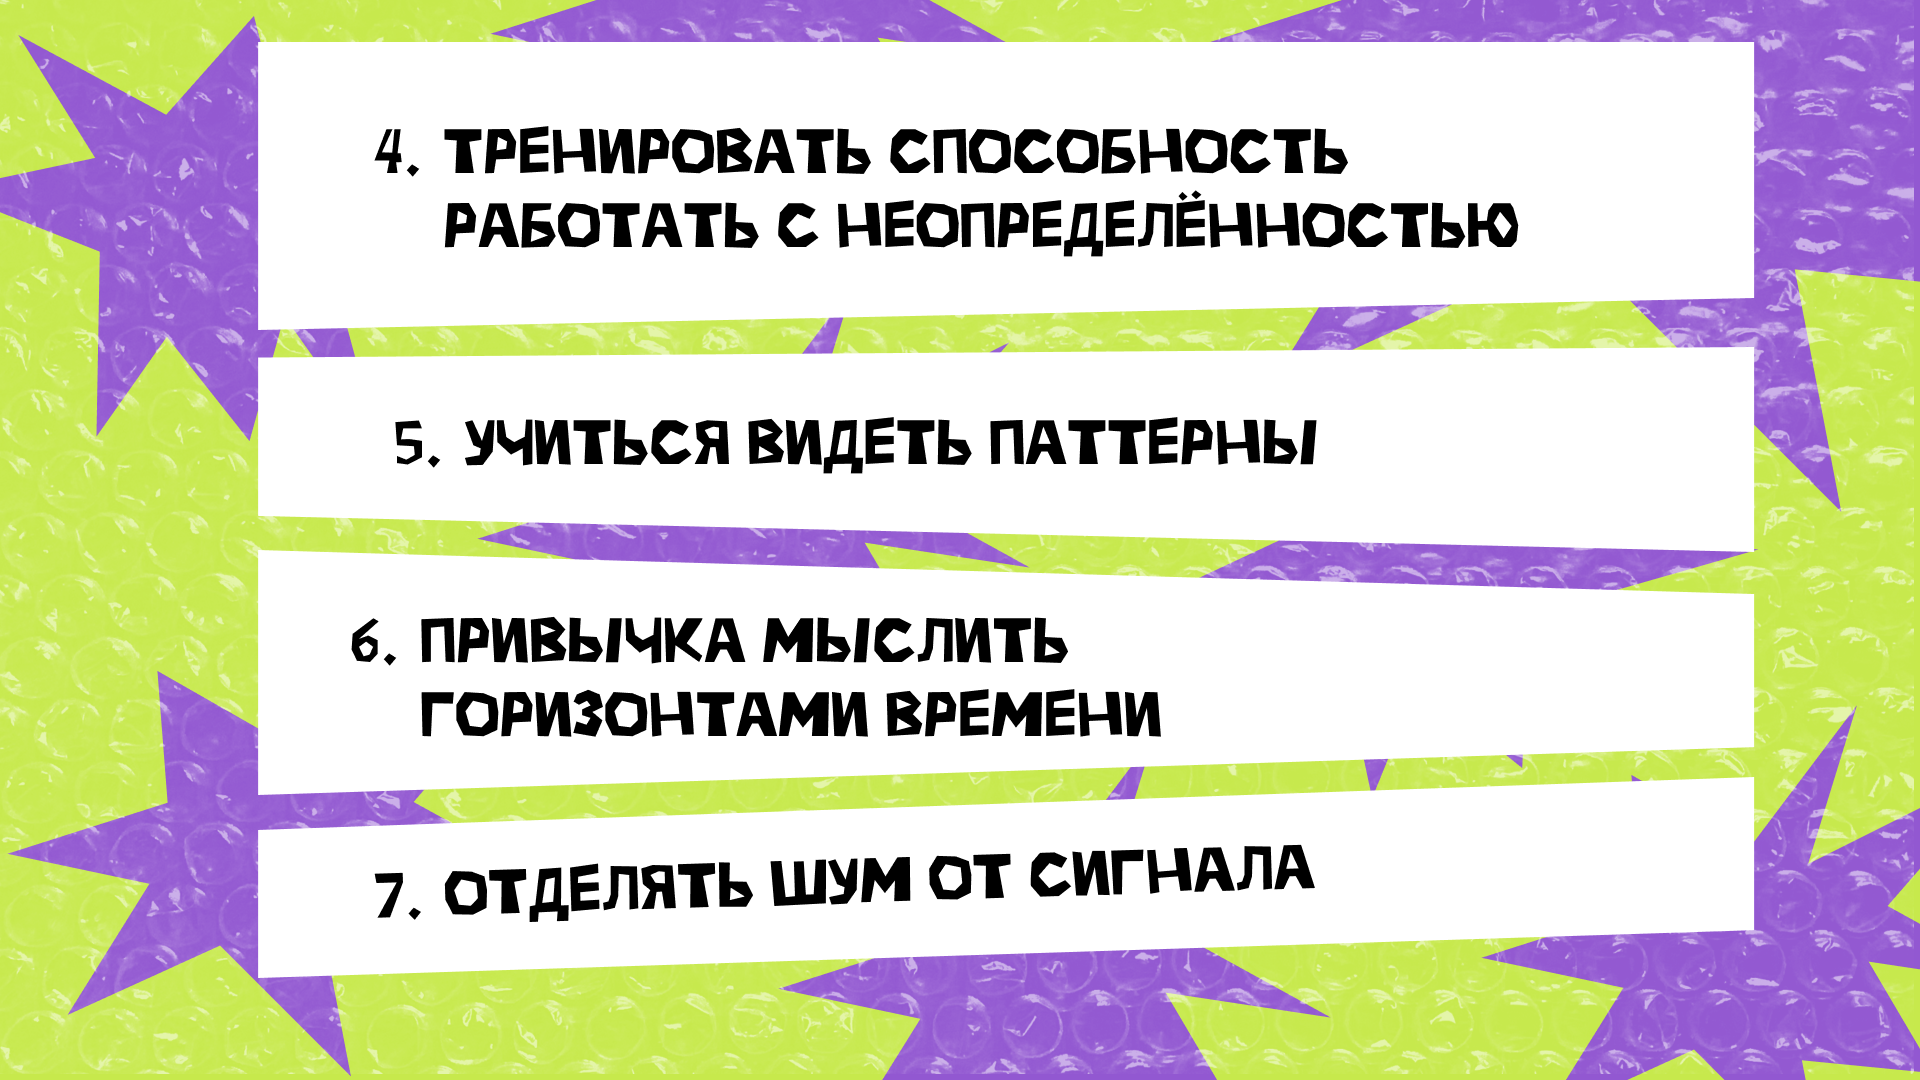 4. ТРЕНИРОВАТЬ СПОСОБНОСТЬ
РАБОТАТЬ С НЕОПРЕДЕЛЁННОСТЬЮ
5. УЧИТЬСЯ ВИДЕТЬ ПАТТЕРНЫ
6. ПРИВЫЧКА МЫСЛИТЬ
ГОРИЗОНТАМИ ВРЕМЕНИ
7. ОТДЕЛЯТЬ ШУМ ОТ СИГНАЛА